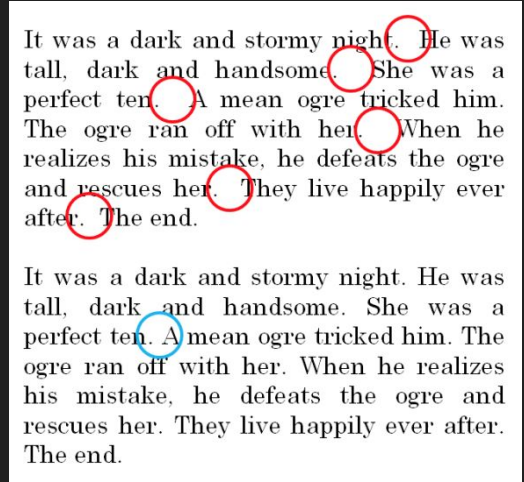 It was a dark and stormy night. He was
tall, dark and handsome. She was a
perfect ten. A mean ogre tricked him.
The ogre ran off with her. When he
realizes his mistake, he defeats the ogre
and rescues her. They live happily ever
after. The end.
It was a dark and stormy night. He was
tall, dark and handsome. She was a
perfect ten. A mean ogre tricked him. The
ogre ran off with her. When he realizes
his mistake, he defeats the ogre and
rescues her. They live happily ever after.
The end.